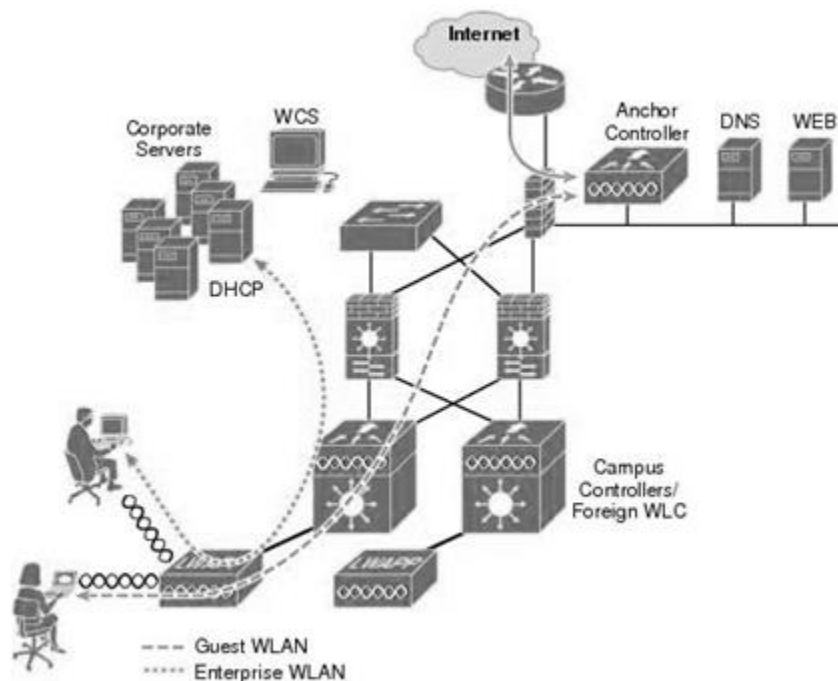 Internet
Anchor
Controller
DNS
WEB
WCS
Corporate
Servers
DHCP
Campus
Controllers/
Foreign WLC
LWAPP
Guest WLAN
Enterprise WLAN